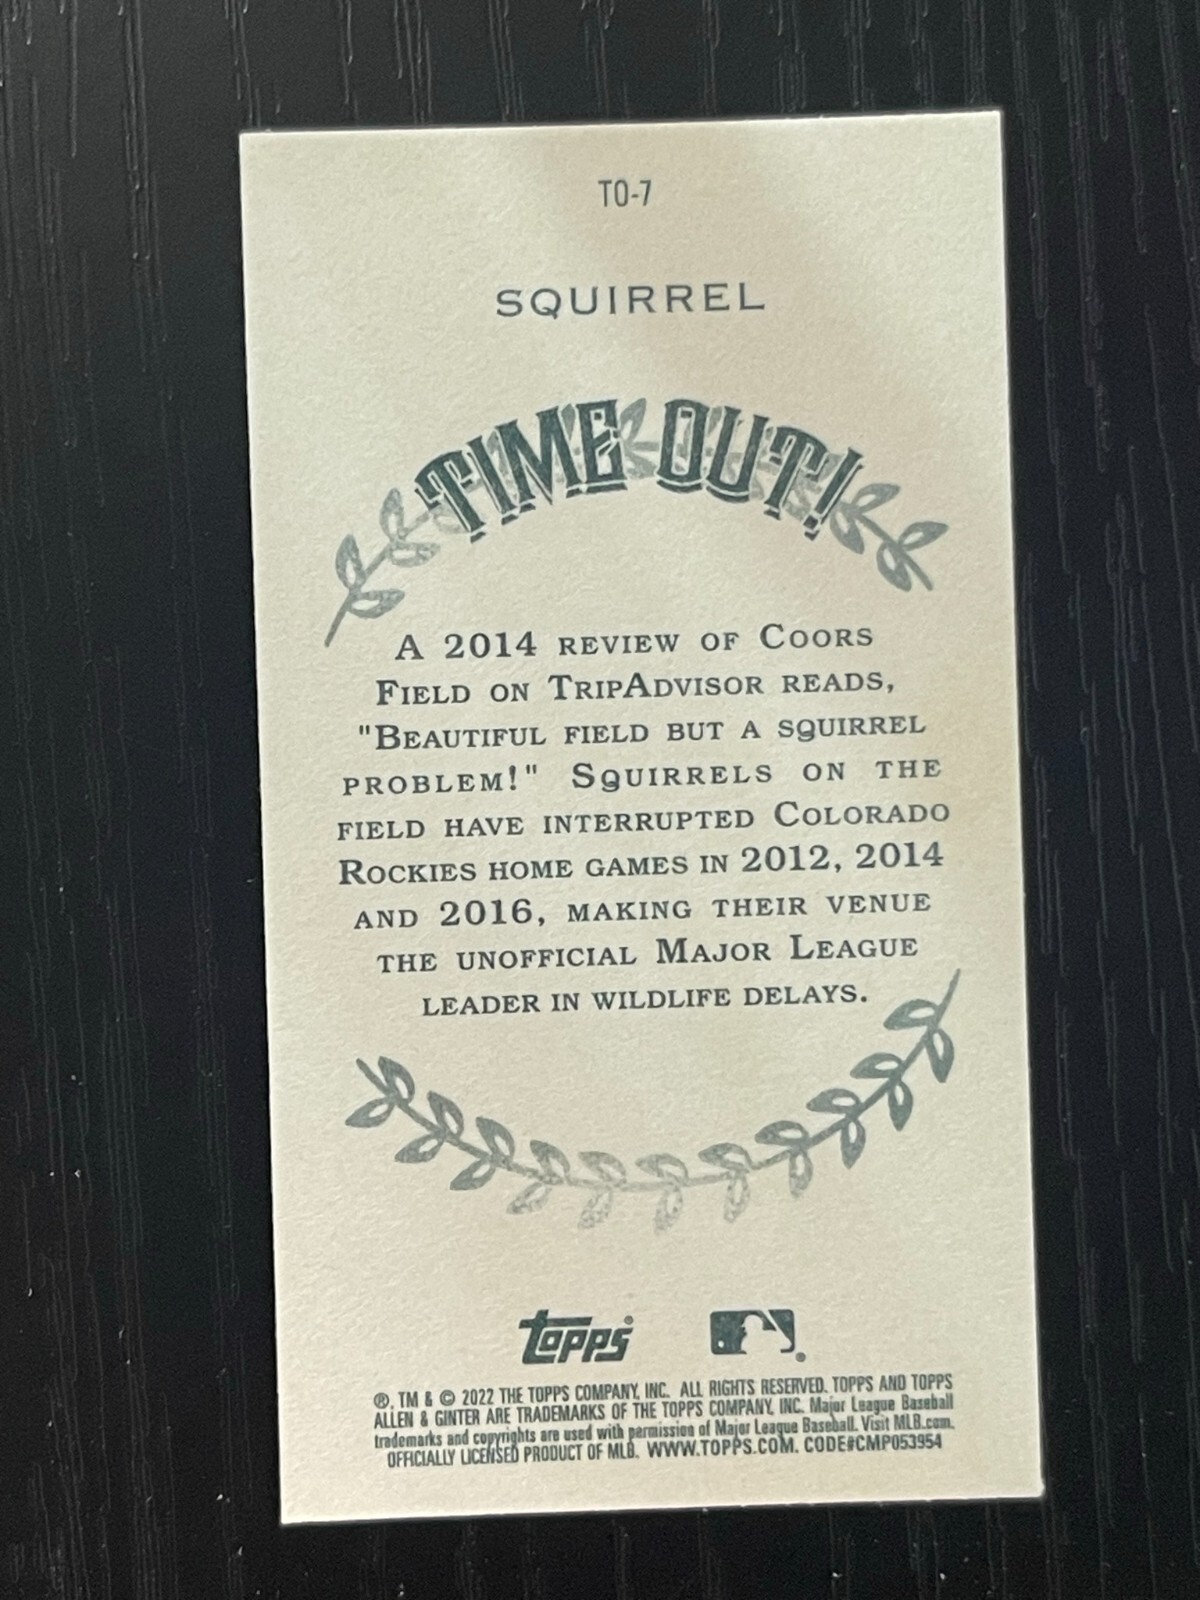 TO-7
SQUIRREL
TIME OUT!
A 2014 REVIEW OF COORS
FIELD ON TRIPADVISOR READS,
"BEAUTIFUL FIELD BUT A SQUIRREL
PROBLEM!" SQUIRRELS ON THE
FIELD HAVE INTERRUPTED COLORADO
ROCKIES HOME GAMES IN 2012, 2014
AND 2016, MAKING THEIR VENUE
THE UNOFFICIAL MAJOR LEAGUE
LEADER IN WILDLIFE DELAYS.
topps®
®
®, TM & © 2022 THE TOPPS COMPANY, INC. ALL RIGHTS RESERVED. TOPPS AND TOPPS
ALLEN & GINTER ARE TRADEMARKS OF THE TOPPS COMPANY, INC. Major League Baseball
trademarks and copyrights are used with permission of Major League Baseball. Visit MLB.com.
OFFICIALLY LICENSED PRODUCT OF MLB. WWW.TOPPS.COM. CODE#CMP053954